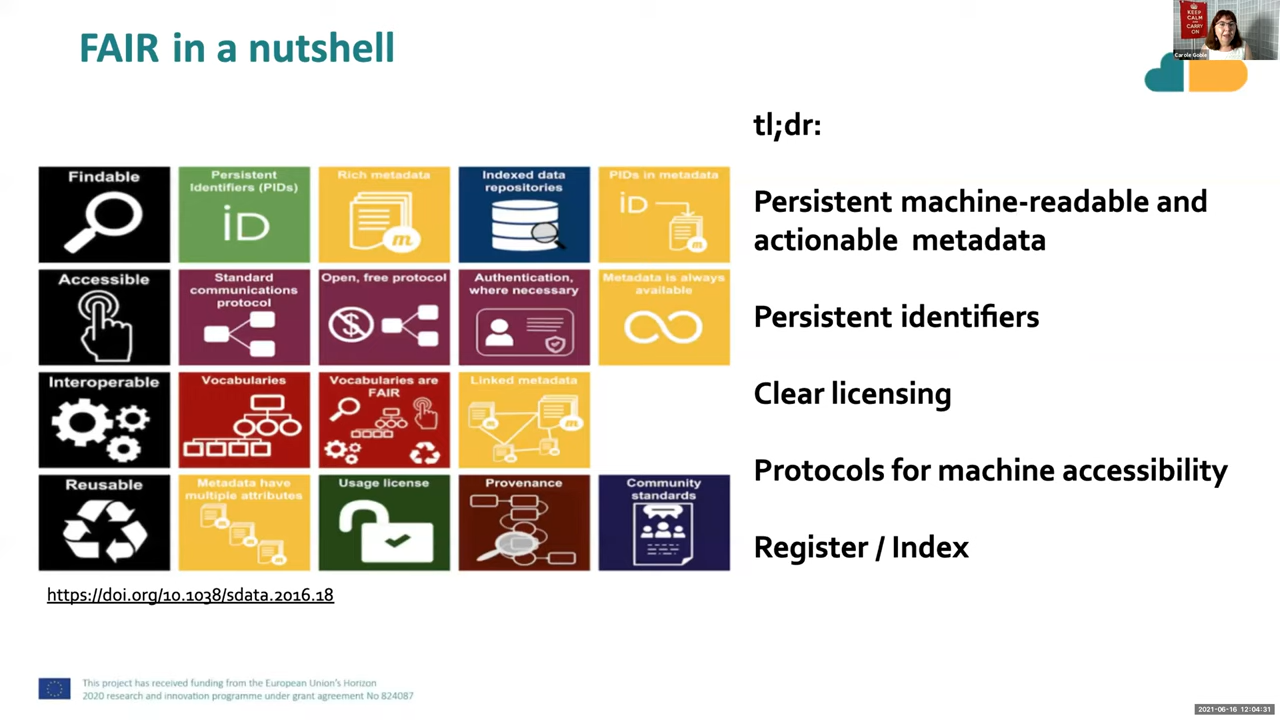 FAIR in a nutshell
KEEP
CALM
AND
CARRY
ON
Carole Goble
tl;dr:
Persistent machine-readable and
actionable metadata
Persistent identifiers
Clear licensing
Protocols for machine accessibility
Register / Index
Findable
Persistent
Identifiers (PIDs)
iD
Rich metadata
m
Indexed data
repositories
PIDs in metadata
iD
m
Accessible
Standard
communications
protocol
Open, free protocol
$
Authentication,
where necessary
Metadata is always
available
Interoperable
Vocabularies
Vocabularies are
FAIR
Linked metadata
m
m
m
m
Reusable
Metadata have
multiple attributes
m
m
m
Usage license
Provenance
Community
standards
https://doi.org/10.1038/sdata.2016.18
This project has received funding from the European Union's Horizon
2020 research and innovation programme under grant agreement No 824087
2021-06-16 12:04:31